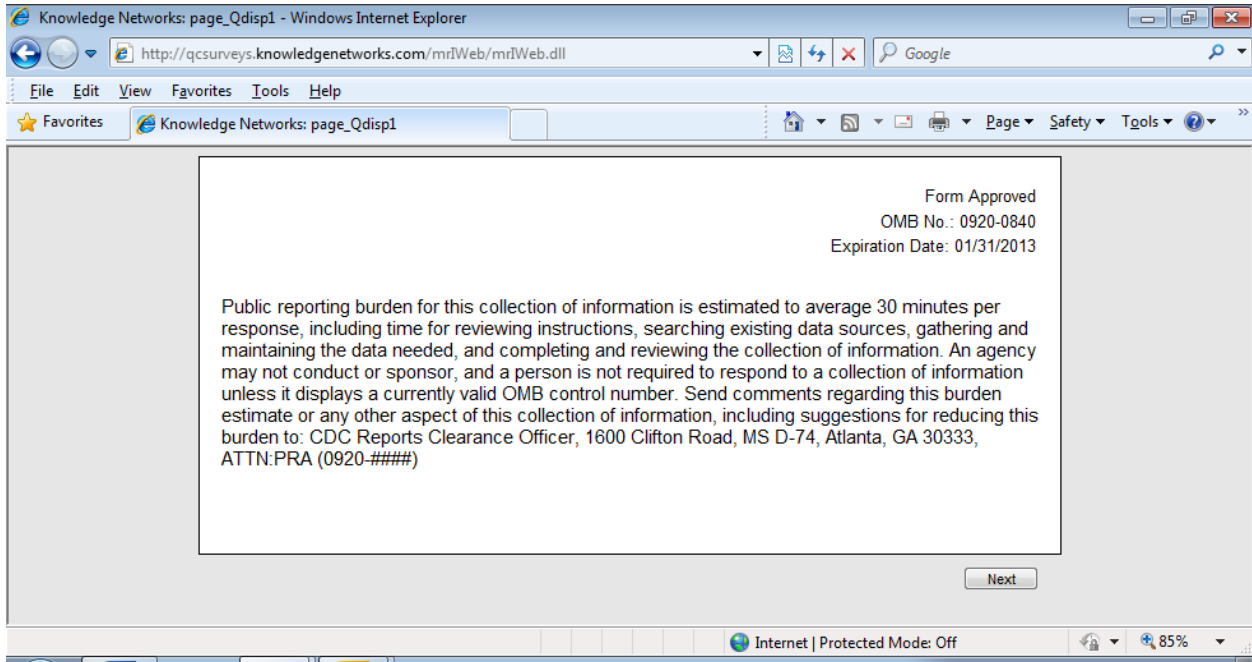 Knowledge Networks: page_Qdisp1 - Windows Internet Explorer
http://qcsurveys.knowledgenetworks.com/mrIWeb/mrIWeb.dll
Google
File Edit View Favorites Tools Help
Favorites Knowledge Networks: page_Qdisp1 Page Safety Tools
Form Approved
OMB No.: 0920-0840
Expiration Date: 01/31/2013
Public reporting burden for this collection of information is estimated to average 30 minutes per
response, including time for reviewing instructions, searching existing data sources, gathering and
maintaining the data needed, and completing and reviewing the collection of information. An agency
may not conduct or sponsor, and a person is not required to respond to a collection of information
unless it displays a currently valid OMB control number. Send comments regarding this burden
estimate or any other aspect of this collection of information, including suggestions for reducing this
burden to: CDC Reports Clearance Officer, 1600 Clifton Road, MS D-74, Atlanta, GA 30333,
ATTN:PRA (0920-####)
Next
Internet | Protected Mode: Off 85%